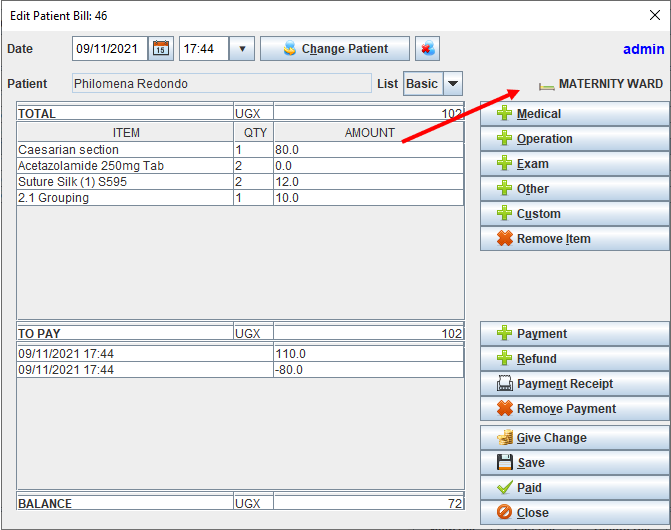 Edit Patient Bill: 46
Date 09/11/2021 15 17:44 Change Patient admin
Patient Philomena Redondo List Basic MATERNITY WARD
TOTAL UGX 102
ITEM QTY AMOUNT
Caesarian section 1 80.0
Acetazolamide 250mg Tab 2 0.0
Suture Silk (1) S595 2 12.0
2.1 Grouping 1 10.0
Medical
Operation
Exam
Other
Custom
Remove Item
TO PAY UGX 102
09/11/2021 17:44 110.0
09/11/2021 17:44 -80.0
BALANCE UGX 72
Payment
Refund
Payment Receipt
Remove Payment
Give Change
Save
Paid
Close